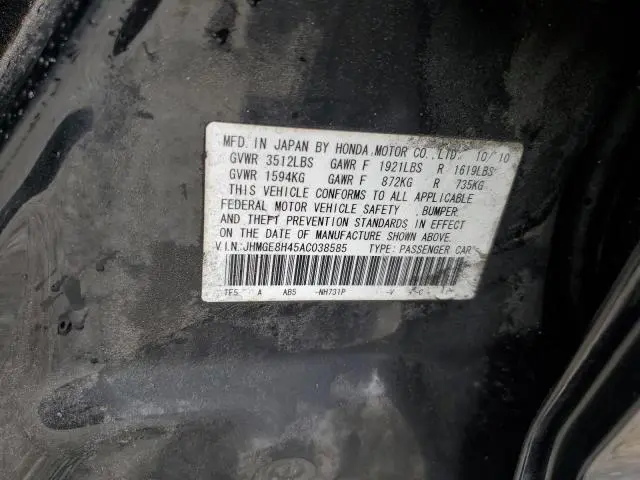 MFD. IN JAPAN BY HONDA MOTOR CO., LTD. 10/10
GVWR 3512LBS GAWR F 1921LBS R 1619LBS
GVWR 1594KG GAWR F 872KG R 735KG
THIS VEHICLE CONFORMS TO ALL APPLICABLE
FEDERAL MOTOR VEHICLE SAFETY, BUMPER,
AND THEFT PREVENTION STANDARDS IN EFFECT
ON THE DATE OF MANUFACTURE SHOWN ABOVE.
V.I.N. JHMGE8H45AC038585 TYPE: PASSENGER CAR
TF5 A AB5 -NH731P -V -C